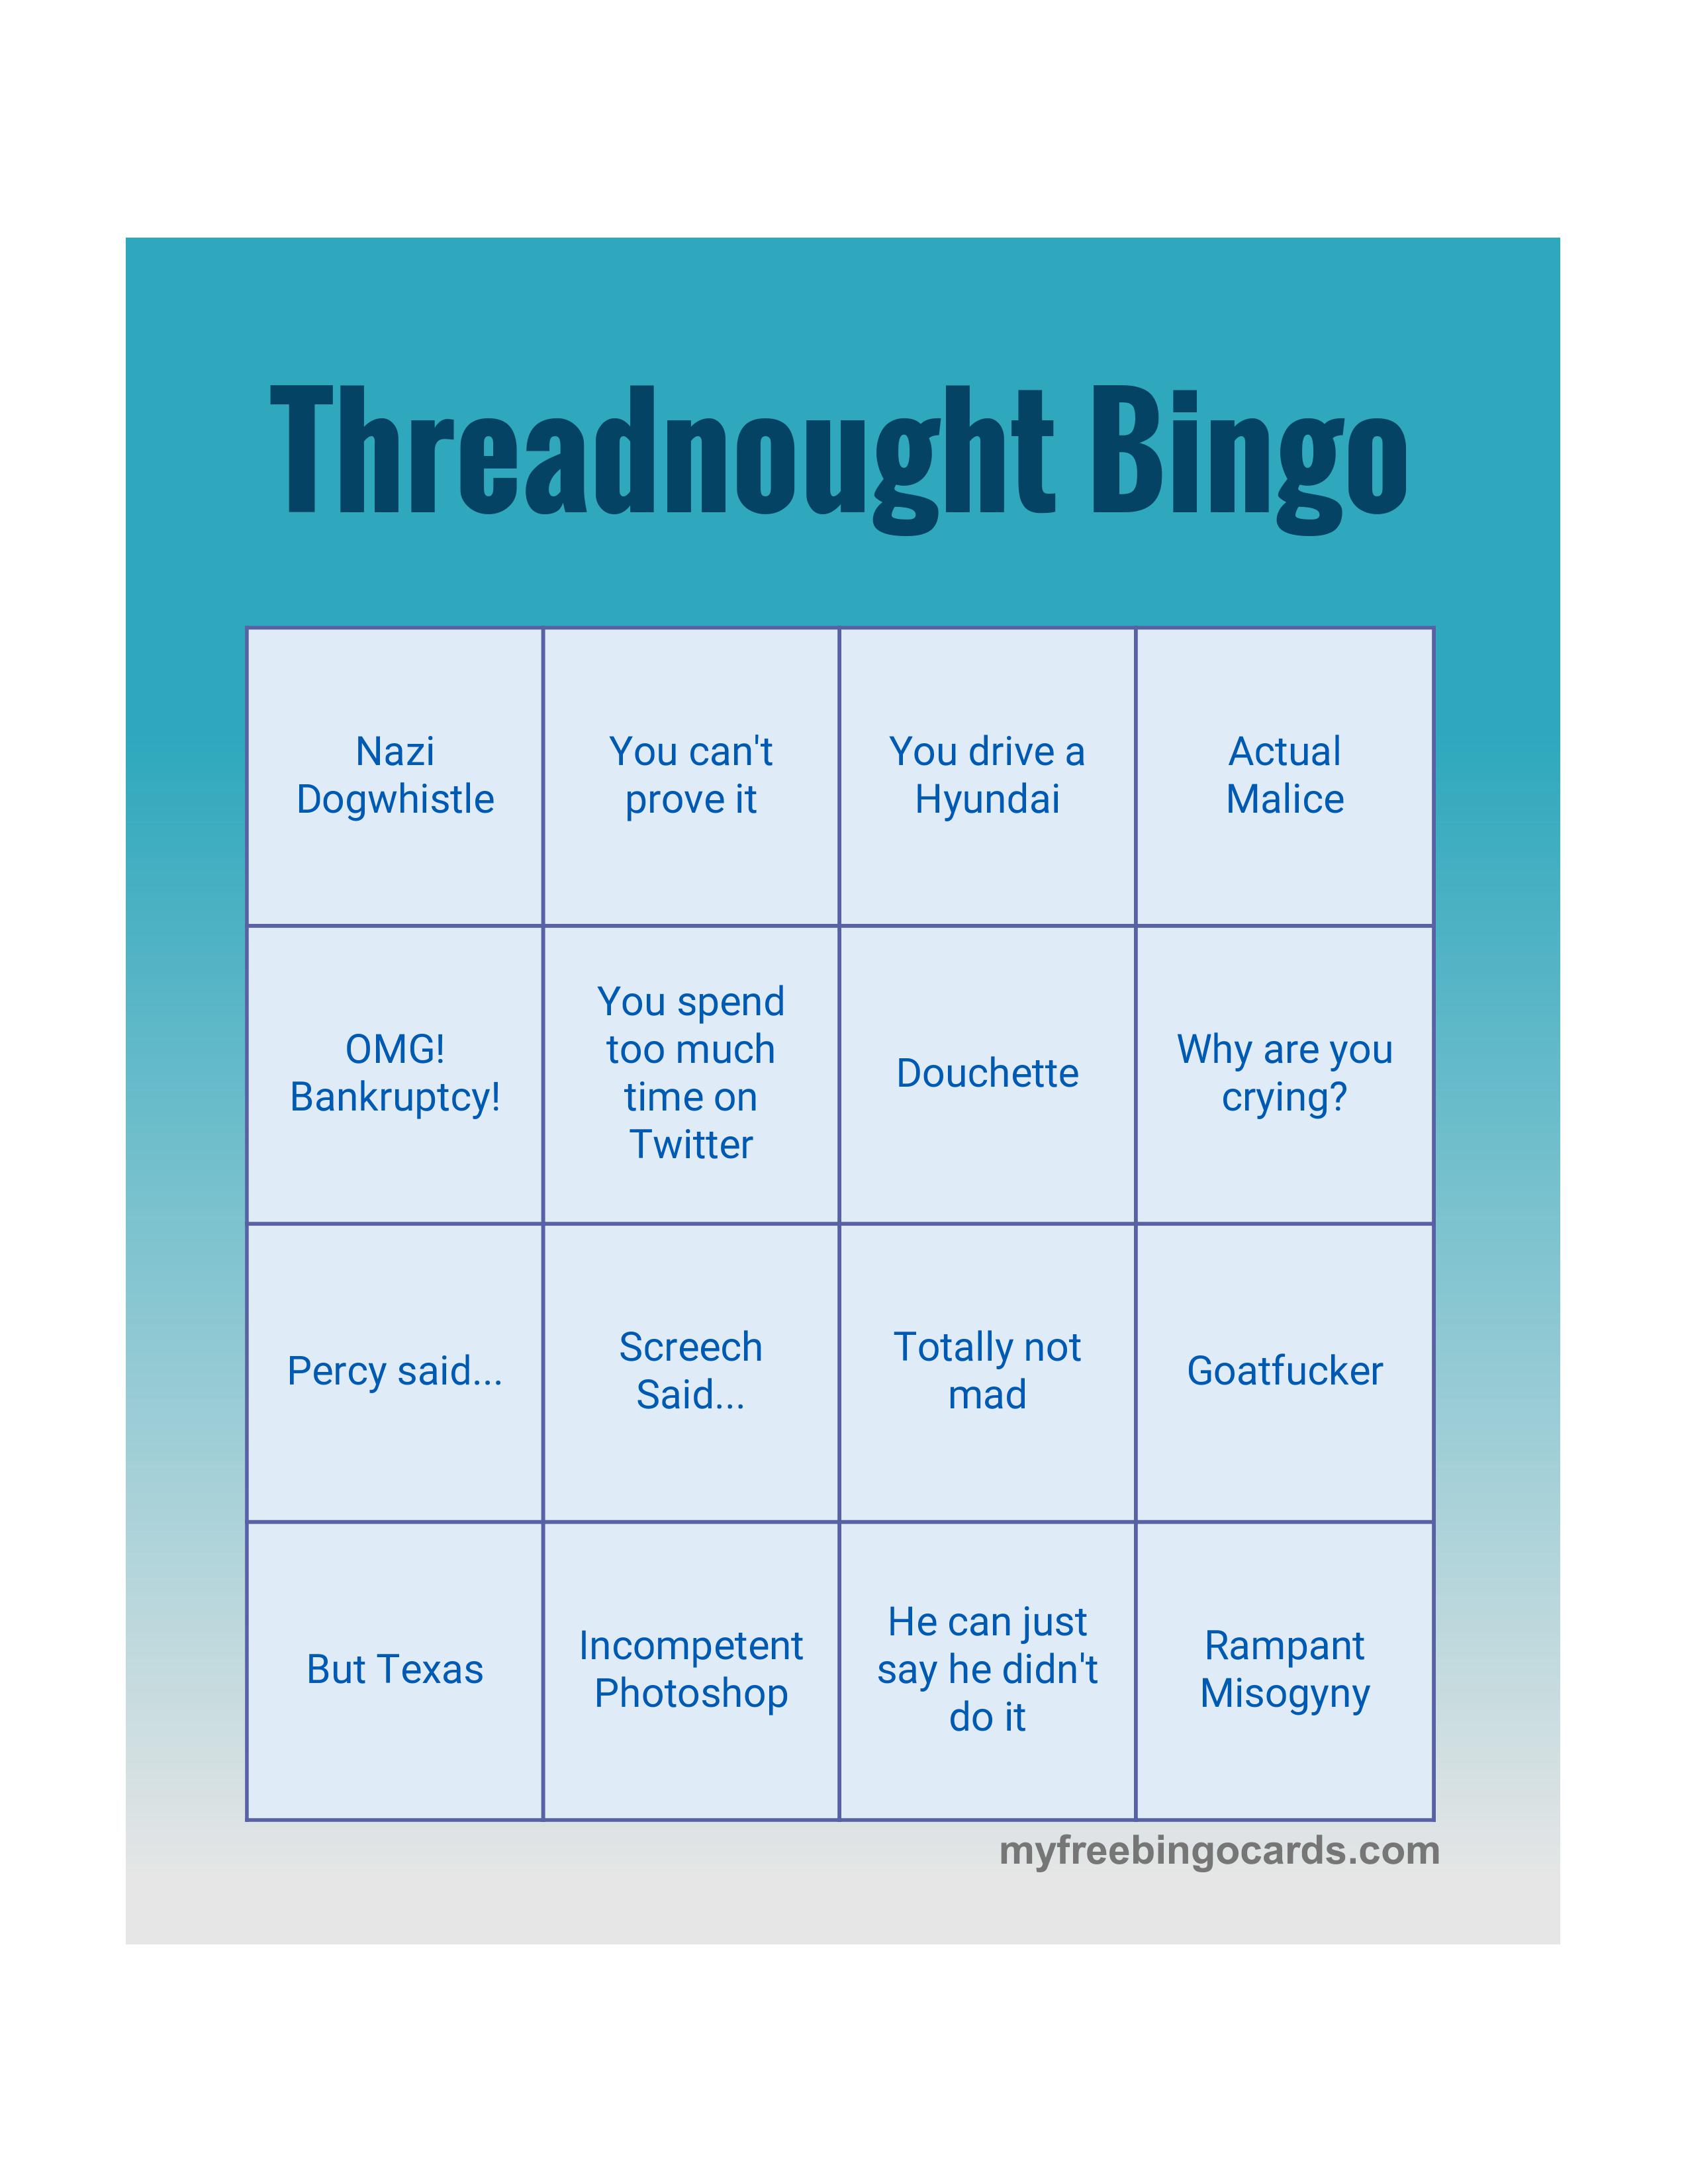 Threadnought Bingo
Nazi
Dogwhistle
You can't
prove it
You drive a
Hyundai
Actual
Malice
OMG!
Bankruptcy!
You spend
too much
time on
Twitter
Douchette
Why are you
crying?
Percy said...
Screech
Said...
Totally not
mad
Goatfucker
But Texas
Incompetent
Photoshop
He can just
say he didn't
do it
Rampant
Misogyny
myfreebingocards.com